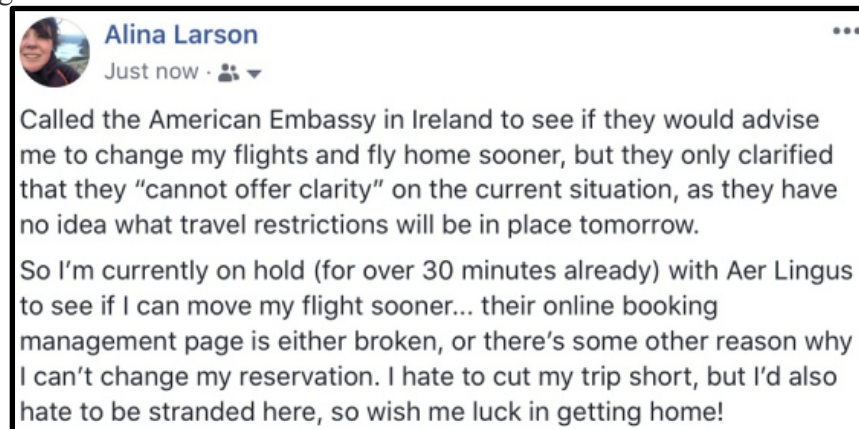 Alina Larson
Just now ·
Called the American Embassy in Ireland to see if they would advise
me to change my flights and fly home sooner, but they only clarified
that they “cannot offer clarity” on the current situation, as they have
no idea what travel restrictions will be in place tomorrow.
So I’m currently on hold (for over 30 minutes already) with Aer Lingus
to see if I can move my flight sooner... their online booking
management page is either broken, or there’s some other reason why
I can’t change my reservation. I hate to cut my trip short, but I’d also
hate to be stranded here, so wish me luck in getting home!